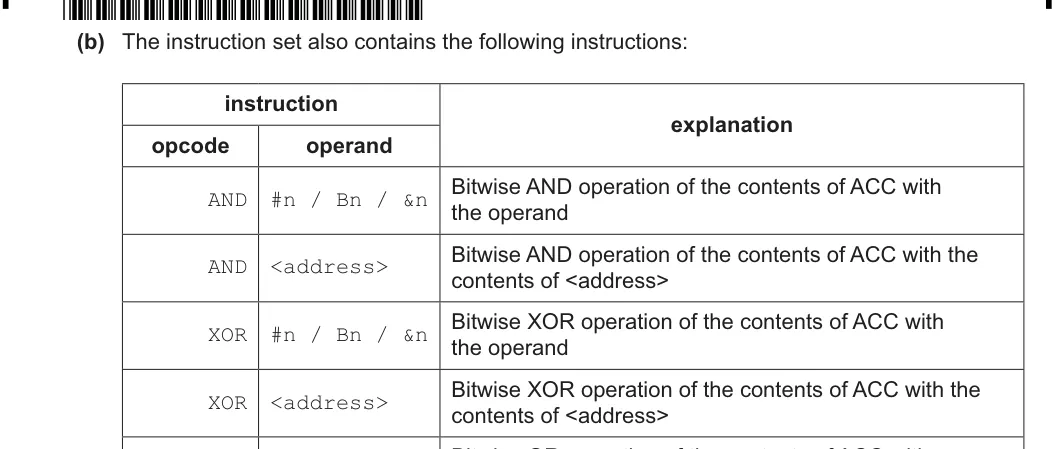 (b) The instruction set also contains the following instructions:
instruction
explanation
opcode operand
AND #n / Bn / &n Bitwise AND operation of the contents of ACC with
the operand
AND <address> Bitwise AND operation of the contents of ACC with the
contents of <address>
XOR #n / Bn / &n Bitwise XOR operation of the contents of ACC with
the operand
XOR <address> Bitwise XOR operation of the contents of ACC with the
contents of <address>